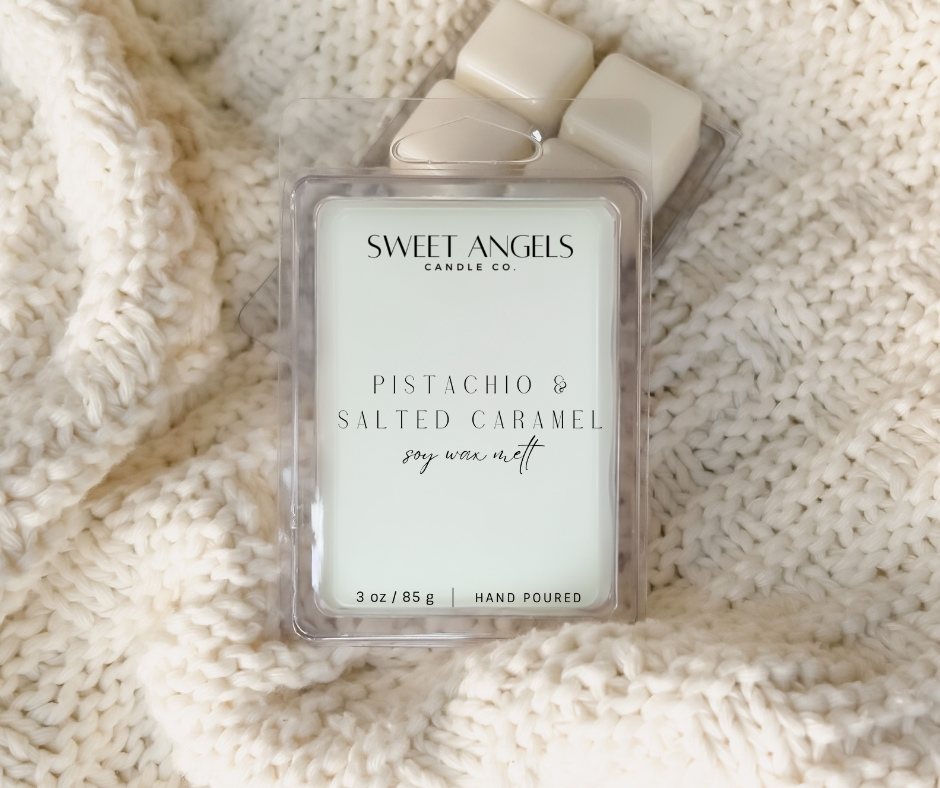 SWEET ANGELS
CANDLE CO.
PISTACHIO &
SALTED CARAMEL
soy wax melt
3 oz / 85 g | HAND POURED